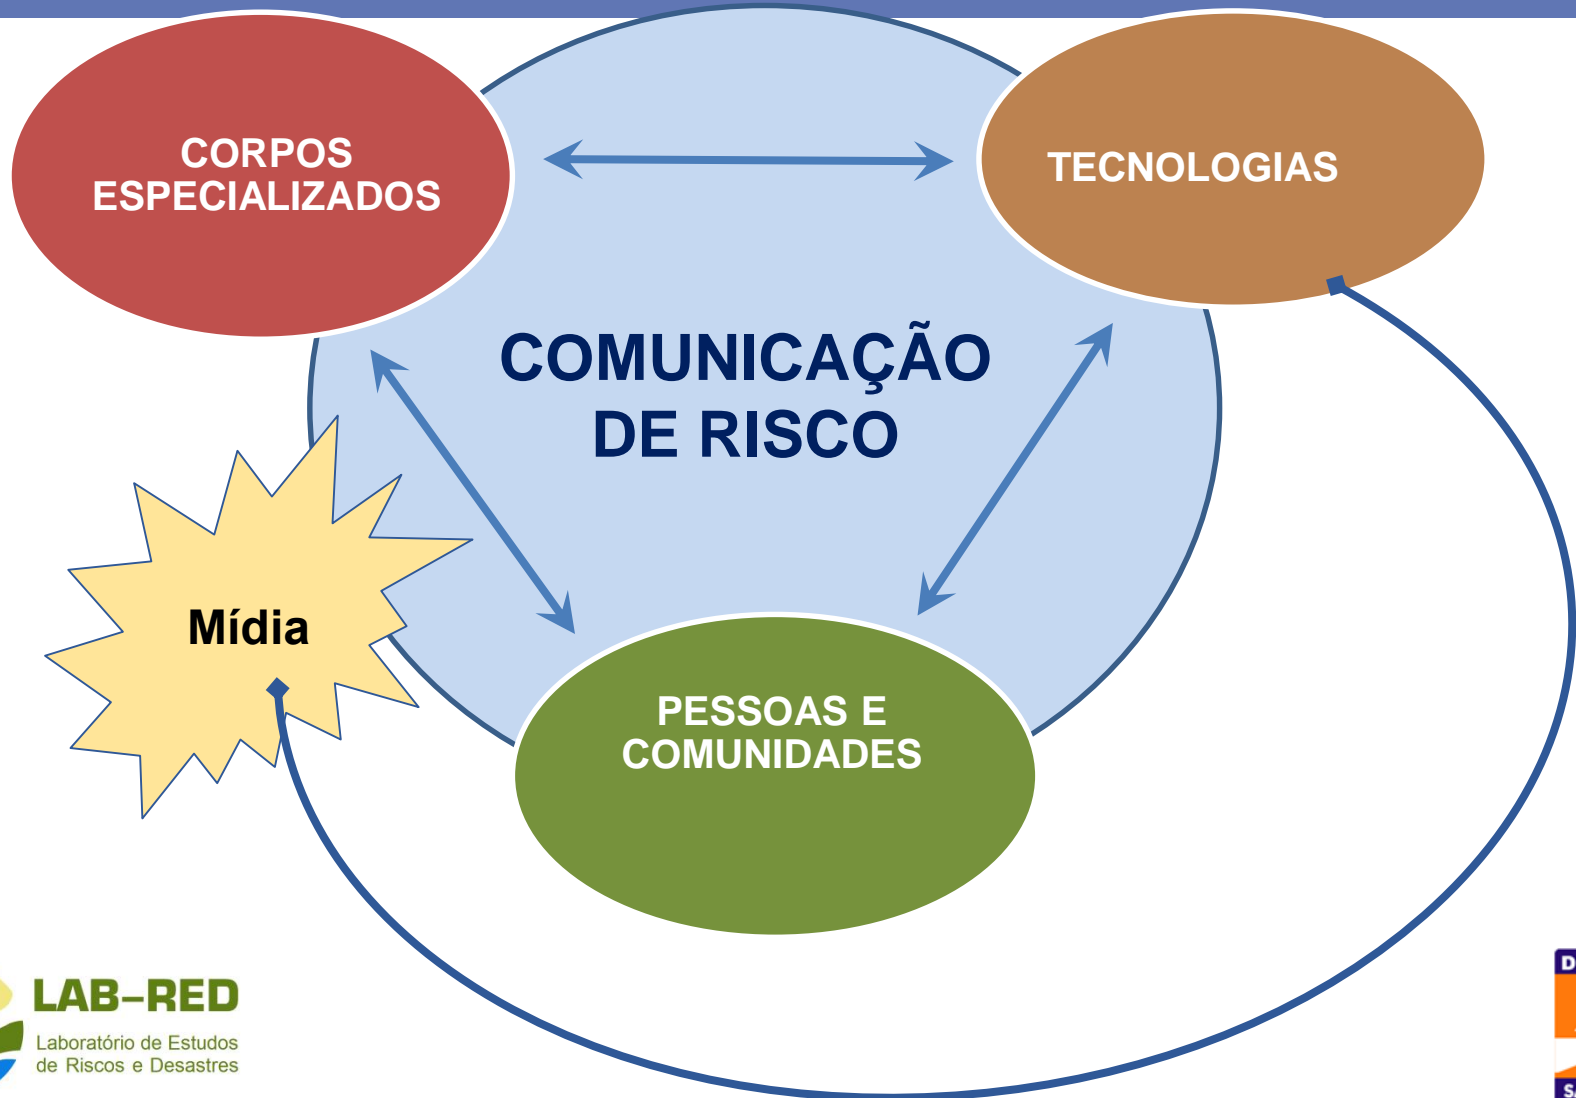 CORPOS
ESPECIALIZADOS
TECNOLOGIAS
COMUNICAÇÃO
DE RISCO
Mídia
PESSOAS E
COMUNIDADES
LAB-RED
Laboratório de Estudos
de Riscos e Desastres